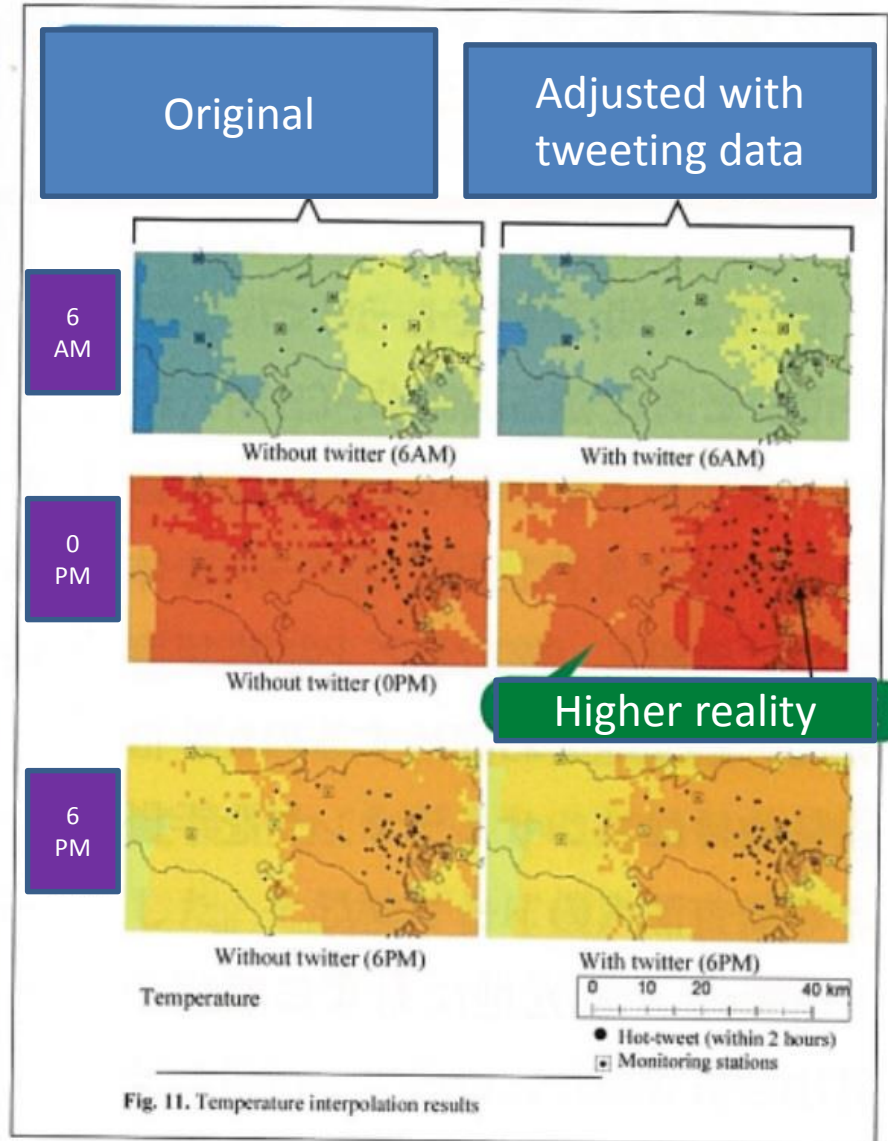 Original
Adjusted with
tweeting data
6
AM
Without twitter (6AM)
With twitter (6AM)
0
PM
Without twitter (0PM)
Higher reality
6
PM
Without twitter (6PM)
With twitter (6PM)
Temperature
0 10 20 40 km
Hot-tweet (within 2 hours)
Monitoring stations
Fig. 11. Temperature interpolation results